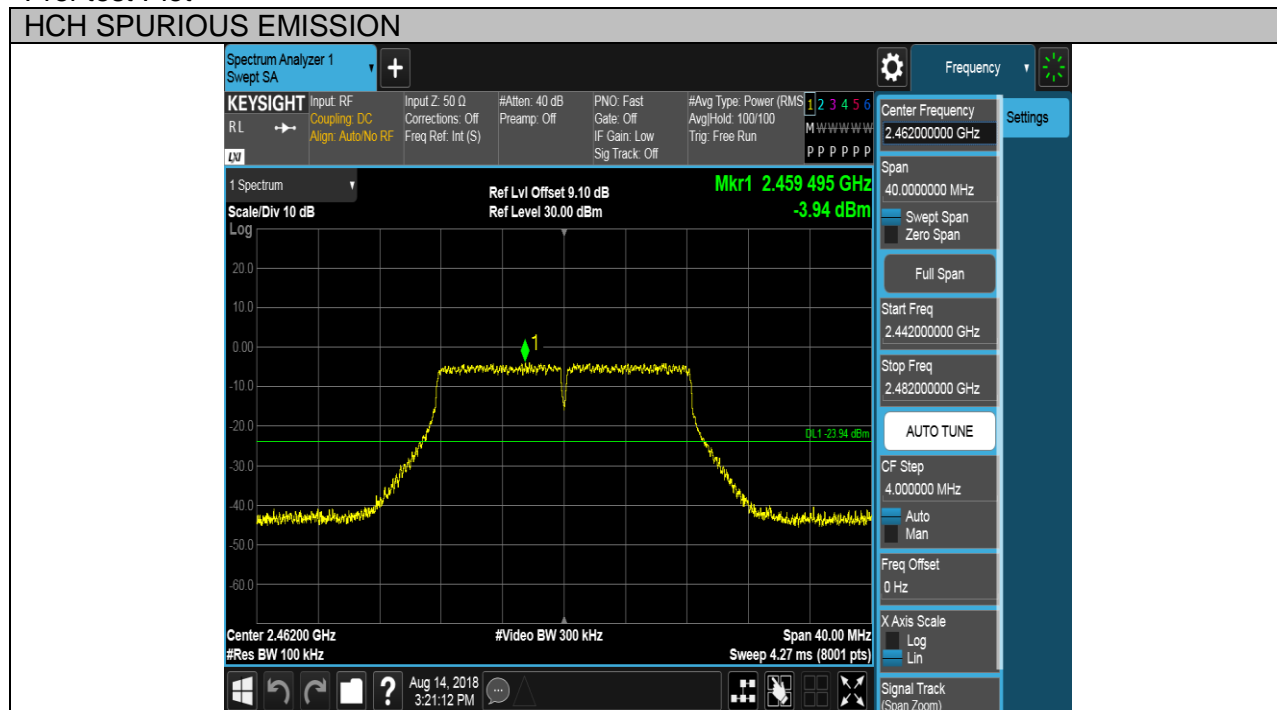 HCH SPURIOUS EMISSION
Spectrum Analyzer 1
Swept SA
+
Frequency
KEYSIGHT
RL
LXI
Input: RF
Coupling: DC
Align: Auto/No RF
Input Z: 50 Ω
Corrections: Off
Freq Ref: Int (S)
#Atten: 40 dB
Preamp: Off
PNO: Fast
Gate: Off
IF Gain: Low
Sig Track: Off
#Avg Type: Power (RMS
Avg|Hold: 100/100
Trig: Free Run
1 2 3 4 5 6
M W W W W W
P P P P P P
1 Spectrum
Scale/Div 10 dB
Log
Ref Lvl Offset 9.10 dB
Ref Level 30.00 dBm
Mkr1 2.459 495 GHz
-3.94 dBm
20.0
10.0
0.00
-10.0
-20.0
-30.0
-40.0
-50.0
-60.0
1
DL1 -23.94 dBm
Center 2.46200 GHz
#Res BW 100 kHz
#Video BW 300 kHz
Span 40.00 MHz
Sweep 4.27 ms (8001 pts)
?
Aug 14, 2018
3:21:12 PM
Center Frequency
2.462000000 GHz
Span
40.0000000 MHz
Swept Span
Zero Span
Full Span
Start Freq
2.442000000 GHz
Stop Freq
2.482000000 GHz
AUTO TUNE
CF Step
4.000000 MHz
Auto
Man
Freq Offset
0 Hz
X Axis Scale
Log
Lin
Signal Track
(Span Zoom)
Settings